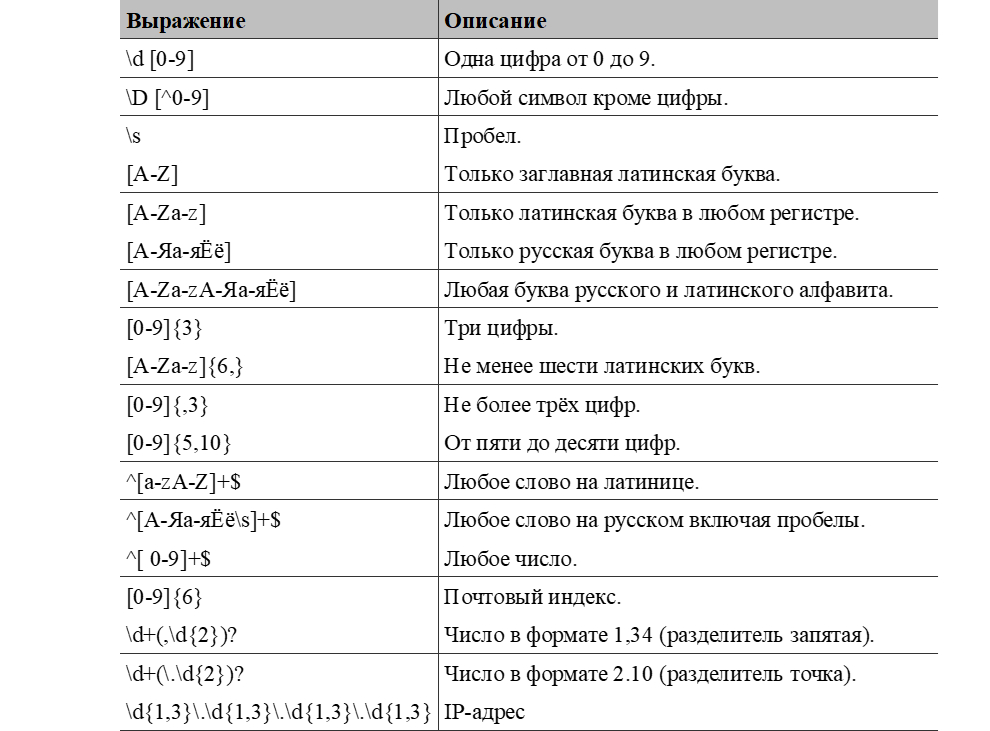 Выражение Описание
\d [0-9] Одна цифра от 0 до 9.
\D [^0-9] Любой символ кроме цифры.
\s Пробел.
[A-Z] Только заглавная латинская буква.
[A-Za-z] Только латинская буква в любом регистре.
[А-Яа-яЁё] Только русская буква в любом регистре.
[A-Za-zА-Яа-яЁё] Любая буква русского и латинского алфавита.
[0-9]{3} Три цифры.
[A-Za-z]{6,} Не менее шести латинских букв.
[0-9]{,3} Не более трёх цифр.
[0-9]{5,10} От пяти до десяти цифр.
^[a-zA-Z]+$ Любое слово на латинице.
^[А-Яа-яЁё\s]+$ Любое слово на русском включая пробелы.
^[ 0-9]+$ Любое число.
[0-9]{6} Почтовый индекс.
\d+(,\d{2})? Число в формате 1,34 (разделитель запятая).
\d+(\.\d{2})? Число в формате 2.10 (разделитель точка).
\d{1,3}\.\d{1,3}\.\d{1,3}\.\d{1,3} IP-адрес